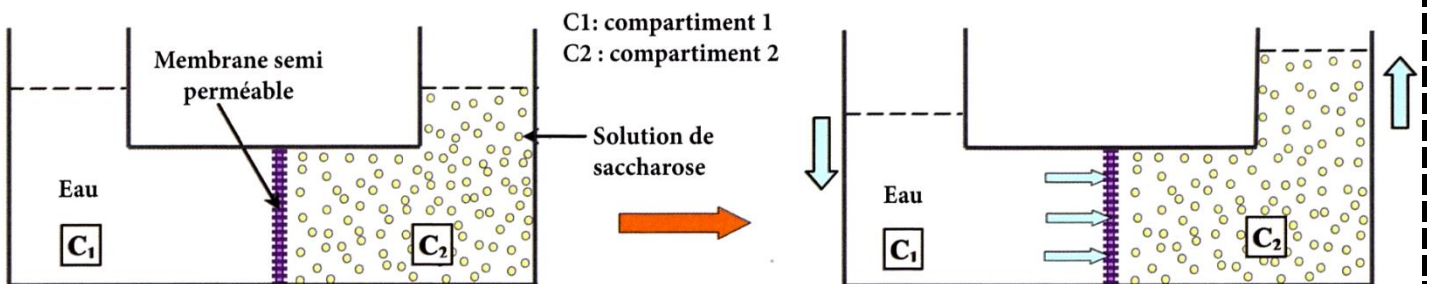 C1: compartiment 1
C2 : compartiment 2
Membrane semi
perméable
Solution de
saccharose
Eau
C₁
C₂
Eau
C₁
C₂